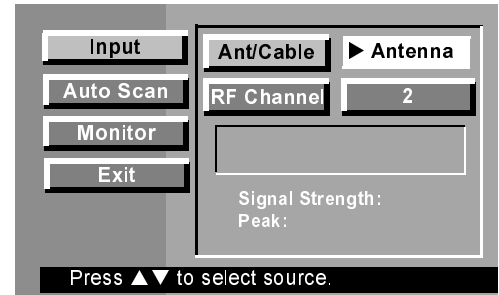 Input
Auto Scan
Monitor
Exit
Ant/Cable ▶ Antenna
RF Channel 2
Signal Strength:
Peak:
Press ▲▼ to select source.